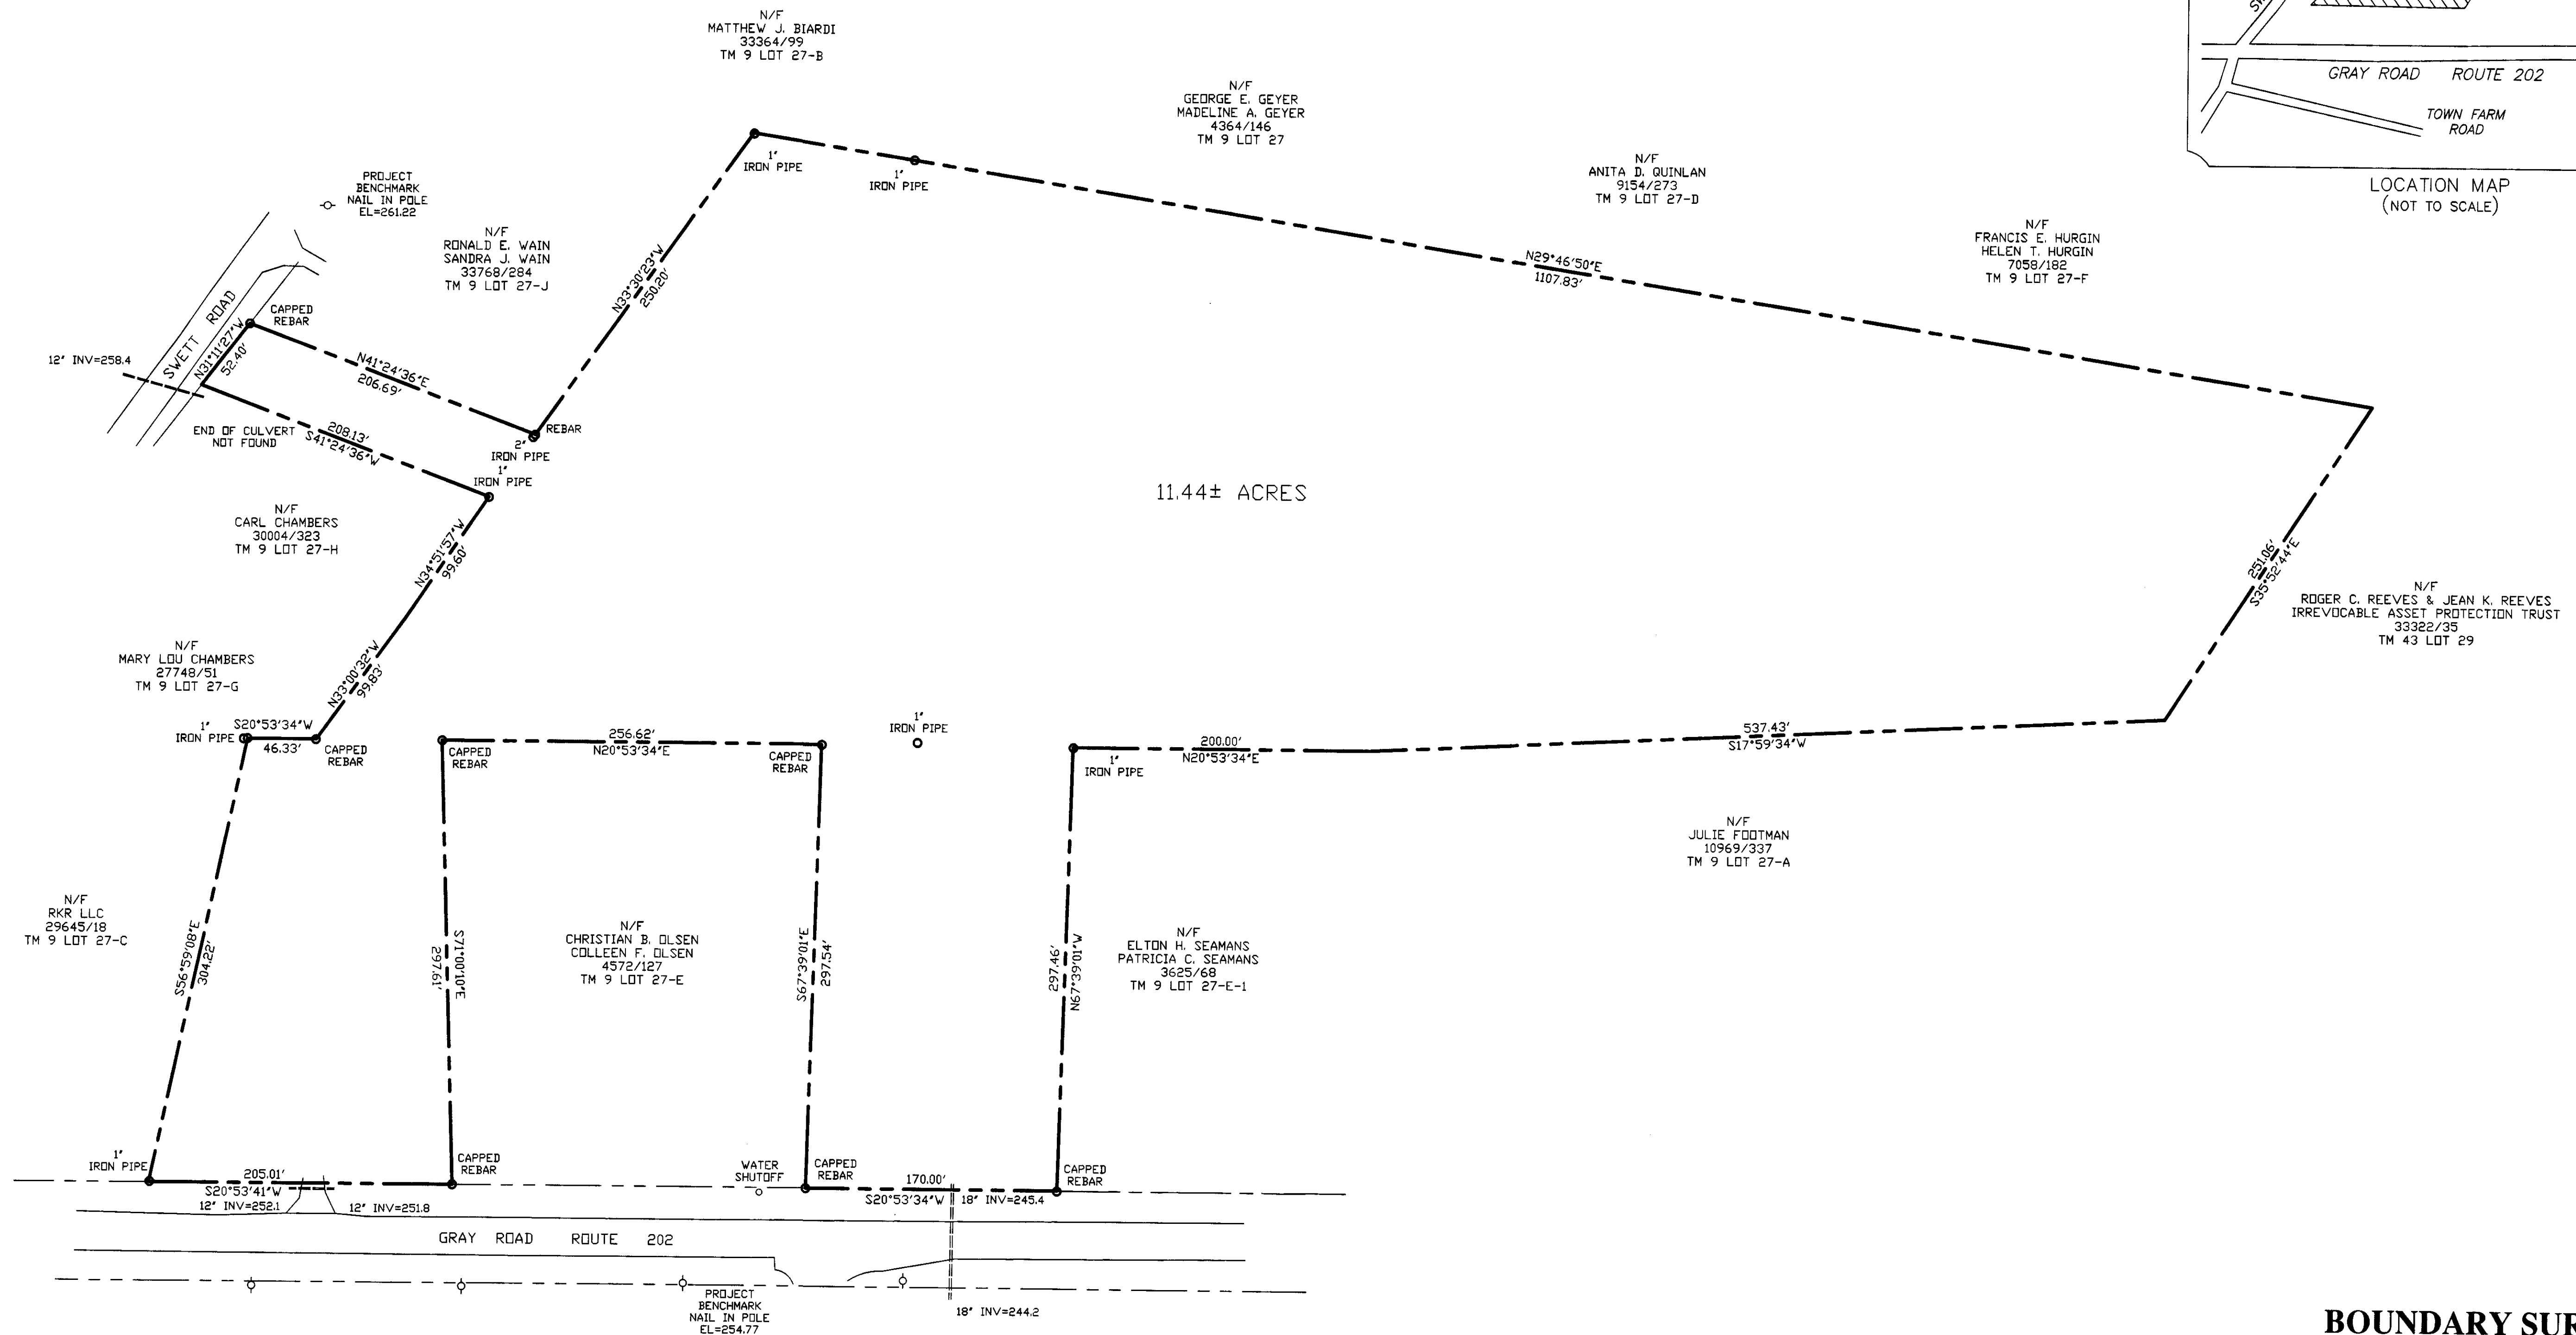 N/F
MATTHEW J. BIARDI
33364/99
TM 9 LOT 27-B
N/F
GEORGE E. GEYER
MADELINE A. GEYER
4364/146
TM 9 LOT 27
N/F
ANITA D. QUINLAN
9154/273
TM 9 LOT 27-D
N/F
FRANCIS E. HURGIN
HELEN T. HURGIN
7058/182
TM 9 LOT 27-F
GRAY ROAD ROUTE 202
TOWN FARM
ROAD
LOCATION MAP
(NOT TO SCALE)
PROJECT
BENCHMARK
NAIL IN POLE
EL=261.22
N/F
RONALD E. WAIN
SANDRA J. WAIN
33768/284
TM 9 LOT 27-J
1"
IRON PIPE
1"
IRON PIPE
N33°30'23"W
250.20'
N29°46'50"E
1107.83'
SWETT ROAD
CAPPED
REBAR
N31°11'27"W
52.40'
12" INV=258.4
N41°24'36"E
206.69'
END OF CULVERT
NOT FOUND
208.13'
S41°24'36"W
REBAR
2"
IRON PIPE
1"
IRON PIPE
11.44± ACRES
N/F
CARL CHAMBERS
30004/323
TM 9 LOT 27-H
N34°51'57"W
99.60'
251.06'
S35°52'44"E
N/F
ROGER C. REEVES & JEAN K. REEVES
IRREVOCABLE ASSET PROTECTION TRUST
33322/35
TM 43 LOT 29
N/F
MARY LOU CHAMBERS
27748/51
TM 9 LOT 27-G
N33°00'32"W
99.83'
1"
IRON PIPE
S20°53'34"W
46.33'
CAPPED
REBAR
CAPPED
REBAR
256.62'
N20°53'34"E
CAPPED
REBAR
1"
IRON PIPE
1"
IRON PIPE
200.00'
N20°53'34"E
537.43'
S17°59'34"W
N/F
JULIE FOOTMAN
10969/337
TM 9 LOT 27-A
N/F
RKR LLC
29645/18
TM 9 LOT 27-C
S56°59'08"E
304.22'
S71°00'10"E
297.61'
N/F
CHRISTIAN B. OLSEN
COLLEEN F. OLSEN
4572/127
TM 9 LOT 27-E
S67°39'01"E
297.54'
297.46'
N67°39'01"W
N/F
ELTON H. SEAMANS
PATRICIA C. SEAMANS
3625/68
TM 9 LOT 27-E-1
1"
IRON PIPE
205.01'
S20°53'41"W
12" INV=252.1
12" INV=251.8
CAPPED
REBAR
WATER
SHUTOFF
CAPPED
REBAR
170.00'
S20°53'34"W
18" INV=245.4
CAPPED
REBAR
GRAY ROAD ROUTE 202
PROJECT
BENCHMARK
NAIL IN POLE
EL=254.77
18" INV=244.2
BOUNDARY SUR